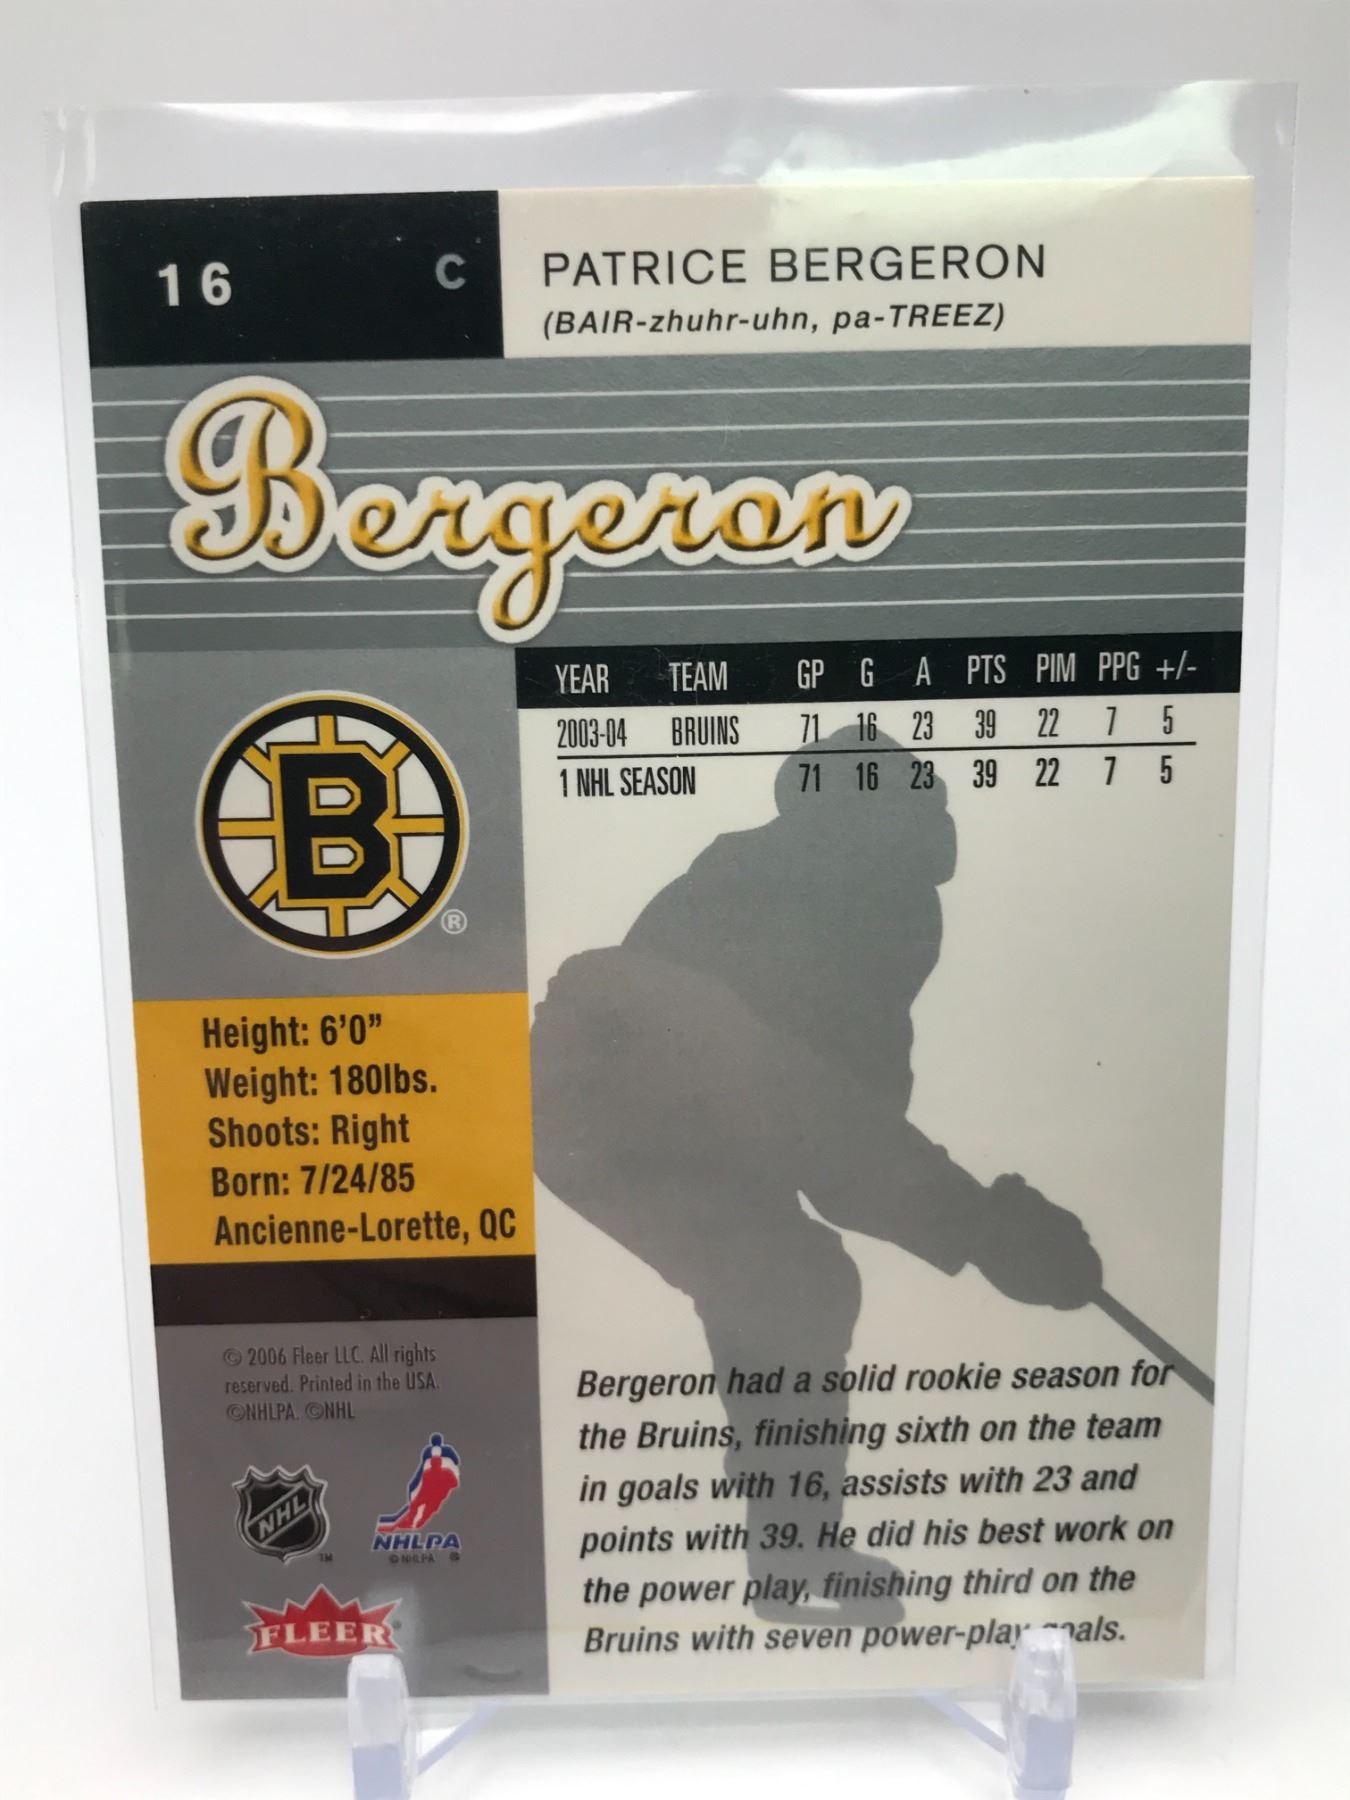 16 C PATRICE BERGERON
(BAIR-zhuhr-uhn, pa-TREEZ)
Bergeron
YEAR TEAM GP G A PTS PIM PPG +/-
2003-04 BRUINS 71 16 23 39 22 7 5
1 NHL SEASON 71 16 23 39 22 7 5
B
®
Height: 6'0"
Weight: 180lbs.
Shoots: Right
Born: 7/24/85
Ancienne-Lorette, QC
© 2006 Fleer LLC. All rights
reserved. Printed in the USA.
©NHLPA. ©NHL
NHL
TM
NHLPA
© NHLPA ®
FLEER
Bergeron had a solid rookie season for
the Bruins, finishing sixth on the team
in goals with 16, assists with 23 and
points with 39. He did his best work on
the power play, finishing third on the
Bruins with seven power-play goals.